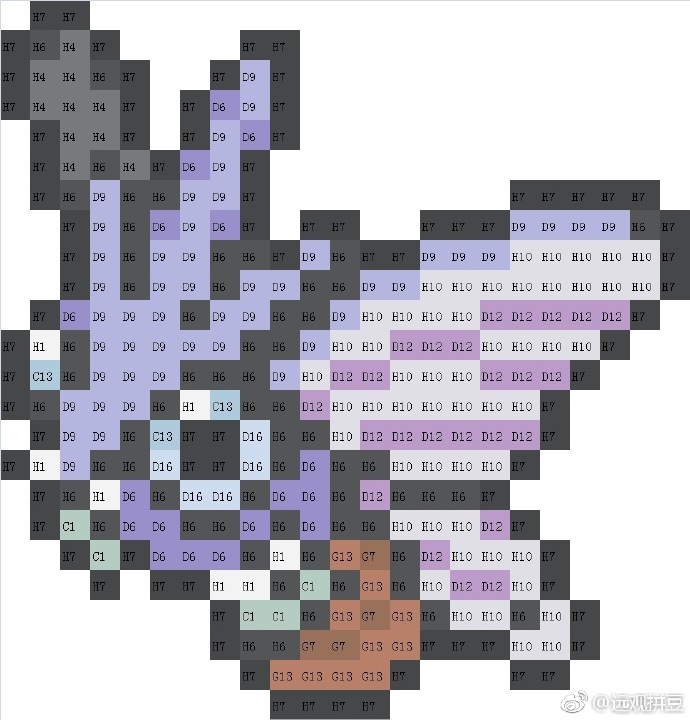 H7 H7
H7 H6 H4 H7 H7 H7
H7 H4 H4 H6 H7 H7 D9 H7
H7 H4 H4 H4 H7 H7 D6 D9 H7
H7 H4 H4 H7 H7 D9 D6 H7
H7 H4 H6 H4 H7 D6 D9 H7
H7 H6 D9 H6 H6 D9 D9 H7 H7 H7 H7 H7 H7
H7 D9 H6 D6 D9 D6 H7 H7 H7 H7 H7 H7 D9 D9 D9 D9 H6 H7
H7 D9 H6 D9 D9 H6 H6 H7 D9 H6 H7 H7 D9 D9 D9 H10 H10 H10 H10 H10 H7
H7 D9 H6 D9 D9 H6 D9 D9 H6 H6 D9 D9 H10 H10 H10 H10 H10 H10 H10 H10 H7
H7 D6 D9 D9 D9 H6 D9 D9 H6 H6 D9 H10 H10 H10 H10 D12 D12 D12 D12 D12 H7
H7 H1 H6 D9 D9 D9 D9 D9 H6 H6 D9 H10 H10 D12 D12 D12 H10 H10 H10 H10 H7
H7 C13 H6 D9 D9 D9 H6 H6 H6 D9 H10 D12 D12 H10 H10 H10 D12 D12 D12 H7
H7 H6 D9 D9 D9 H6 H1 C13 H6 H6 D12 H10 H10 H10 H10 H10 H10 H10 H7
H7 D9 D9 H6 C13 H7 H7 D16 H6 H6 H10 D12 D12 D12 D12 D12 D12 H7
H7 H1 D9 H6 H6 D16 H7 H7 D16 H6 D6 H6 H6 H10 H10 H10 H10 H7
H7 H6 H1 D6 H6 D16 D16 H6 D6 D6 H6 D12 H6 H6 H6 H7
H7 C1 H6 D6 D6 H6 H6 D6 H6 D6 H6 H6 H10 H10 H10 D12 H7
H7 C1 H7 D6 D6 D6 H6 H1 H6 G13 G7 H6 D12 H10 H10 H10 H7
H7 H7 H7 H1 H1 H6 C1 H6 G13 H6 H10 D12 D12 H10 H7
H7 C1 C1 H6 G13 G7 G13 H6 H10 H10 H6 H10 H7
H7 H6 H6 G7 G7 G13 G13 H7 H7 H7 H10 H10 H7
H7 G13 G13 G13 G13 H7 H7 H7
H7 H7 H7 H7
@远观拼豆